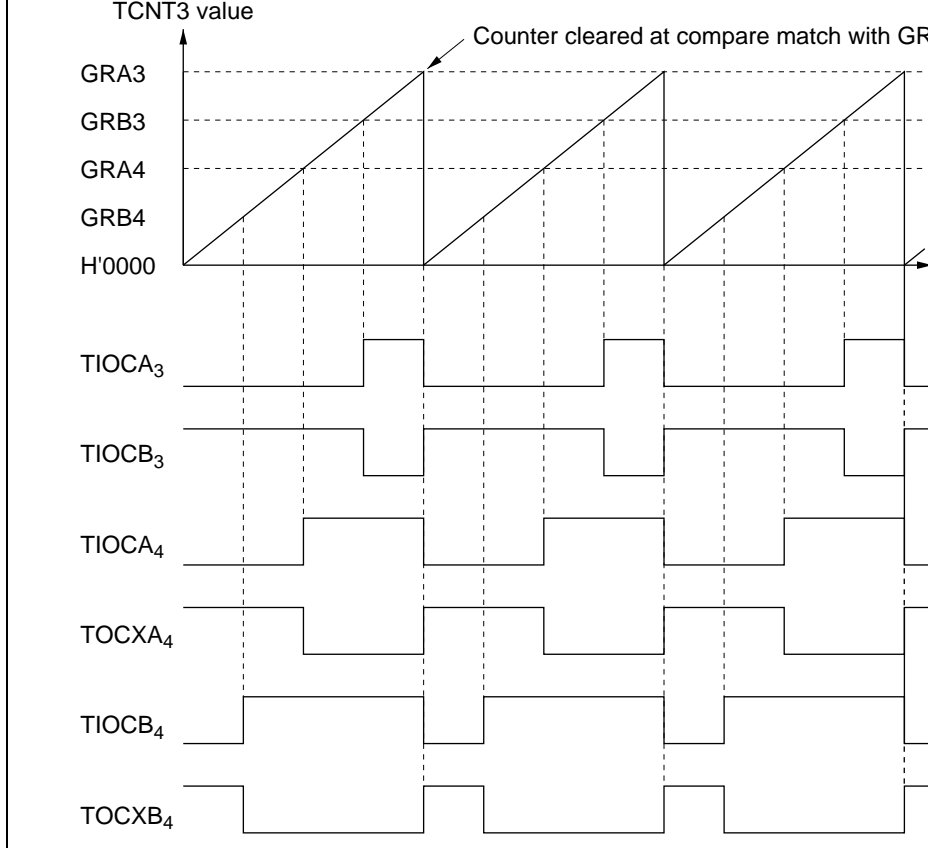 TCNT3 value
Counter cleared at compare match with GR
GRA3
GRB3
GRA4
GRB4
H'0000
TIOCA3
TIOCB3
TIOCA4
TOCXA4
TIOCB4
TOCXB4